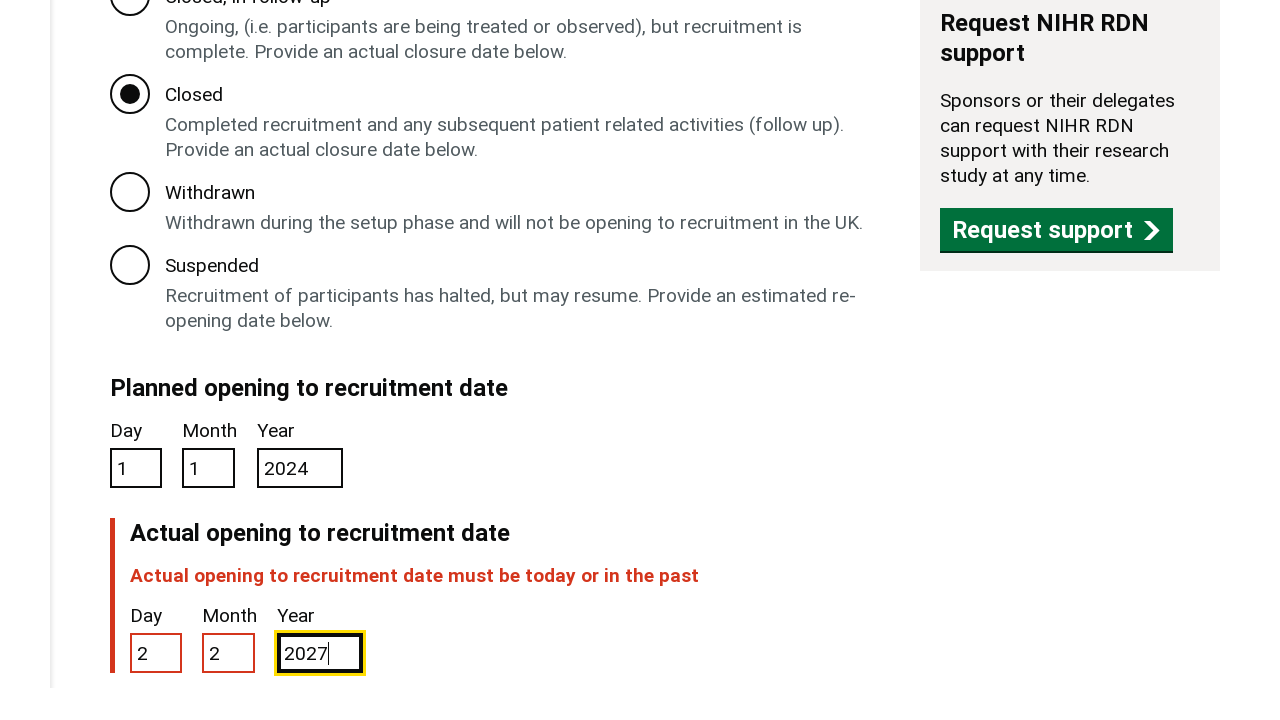 Closed, in follow-up
Ongoing, (i.e. participants are being treated or observed), but recruitment is
complete. Provide an actual closure date below.
Closed
Completed recruitment and any subsequent patient related activities (follow up).
Provide an actual closure date below.
Withdrawn
Withdrawn during the setup phase and will not be opening to recruitment in the UK.
Suspended
Recruitment of participants has halted, but may resume. Provide an estimated re-
opening date below.
Planned opening to recruitment date
Day Month Year
1 1 2024
Actual opening to recruitment date
Actual opening to recruitment date must be today or in the past
Day Month Year
2 2 2027
Request NIHR RDN
support
Sponsors or their delegates
can request NIHR RDN
support with their research
study at any time.
Request support